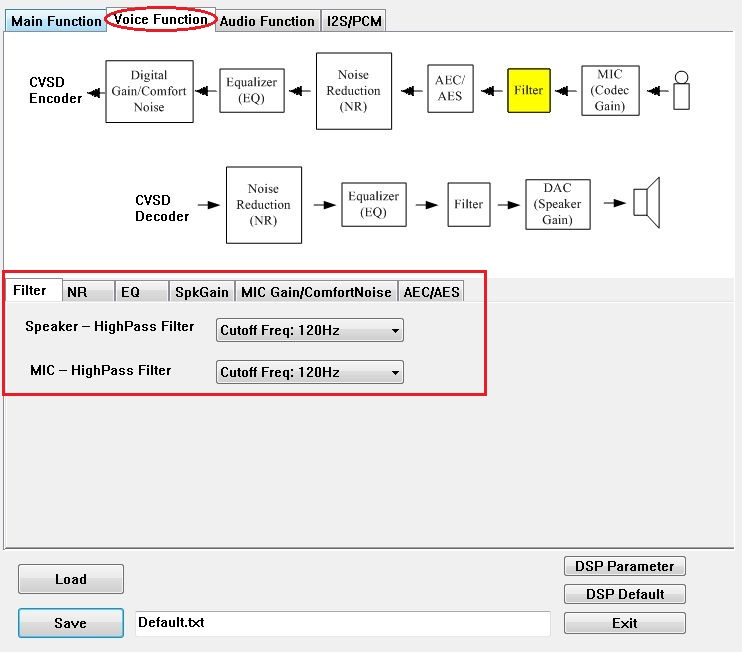 Main Function Voice Function Audio Function I2S/PCM
CVSD
Encoder
Digital
Gain/Comfort
Noise
Equalizer
(EQ)
Noise
Reduction
(NR)
AEC/
AES
Filter
MIC
(Codec
Gain)
CVSD
Decoder
Noise
Reduction
(NR)
Equalizer
(EQ)
Filter
DAC
(Speaker
Gain)
Filter NR EQ SpkGain MIC Gain/ComfortNoise AEC/AES
Speaker – HighPass Filter Cutoff Freq: 120Hz
MIC – HighPass Filter Cutoff Freq: 120Hz
Load
DSP Parameter
DSP Default
Save Default.txt Exit